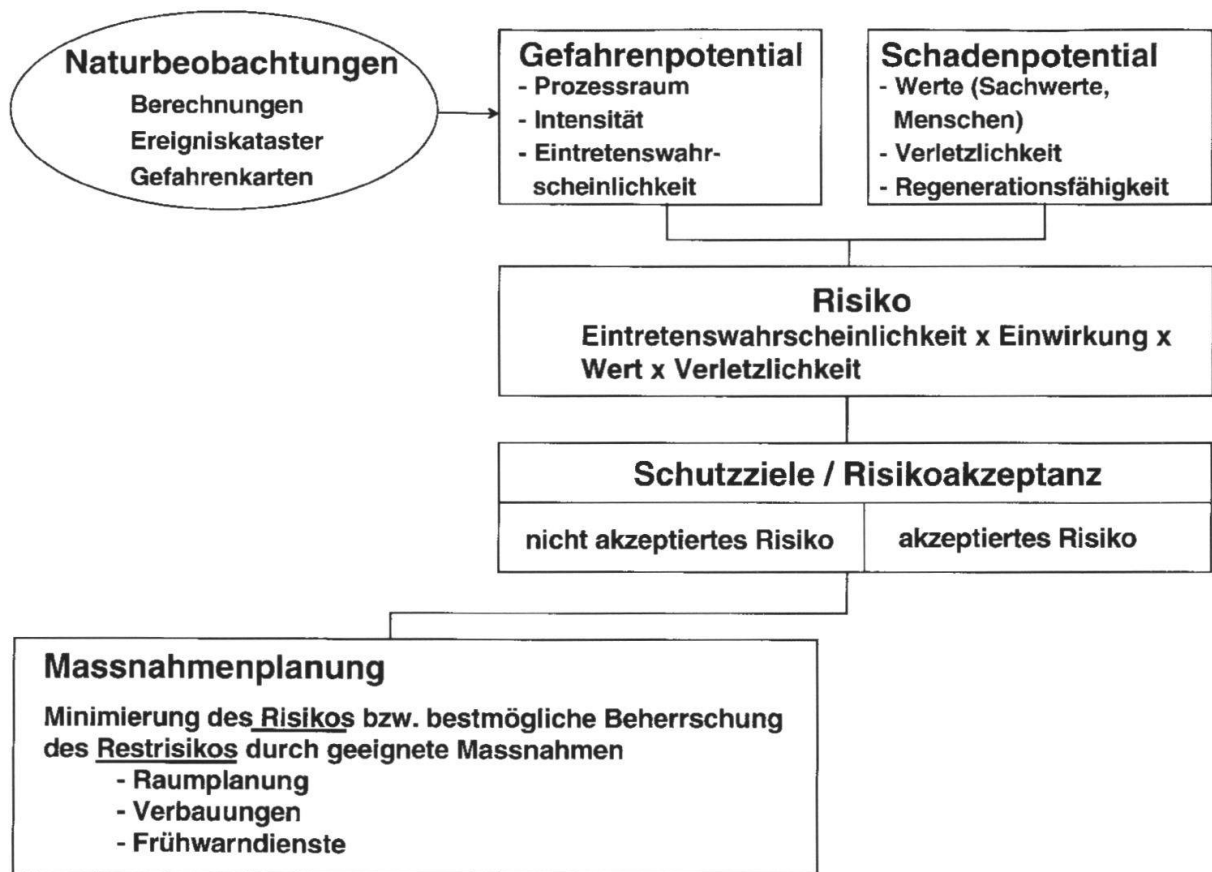 Naturbeobachtungen
Berechnungen
Ereigniskataster
Gefahrenkarten
Gefahrenpotential
- Prozessraum
- Intensität
- Eintretenswahr-
scheinlichkeit
Schadenpotential
- Werte (Sachwerte,
Menschen)
- Verletzlichkeit
- Regenerationsfähigkeit
Risiko
Eintretenswahrscheinlichkeit x Einwirkung x
Wert x Verletzlichkeit
Schutzziele / Risikoakzeptanz
nicht akzeptiertes Risiko
akzeptiertes Risiko
Massnahmenplanung
Minimierung des Risikos bzw. bestmögliche Beherrschung
des Restrisikos durch geeignete Massnahmen
- Raumplanung
- Verbauungen
- Frühwarndienste